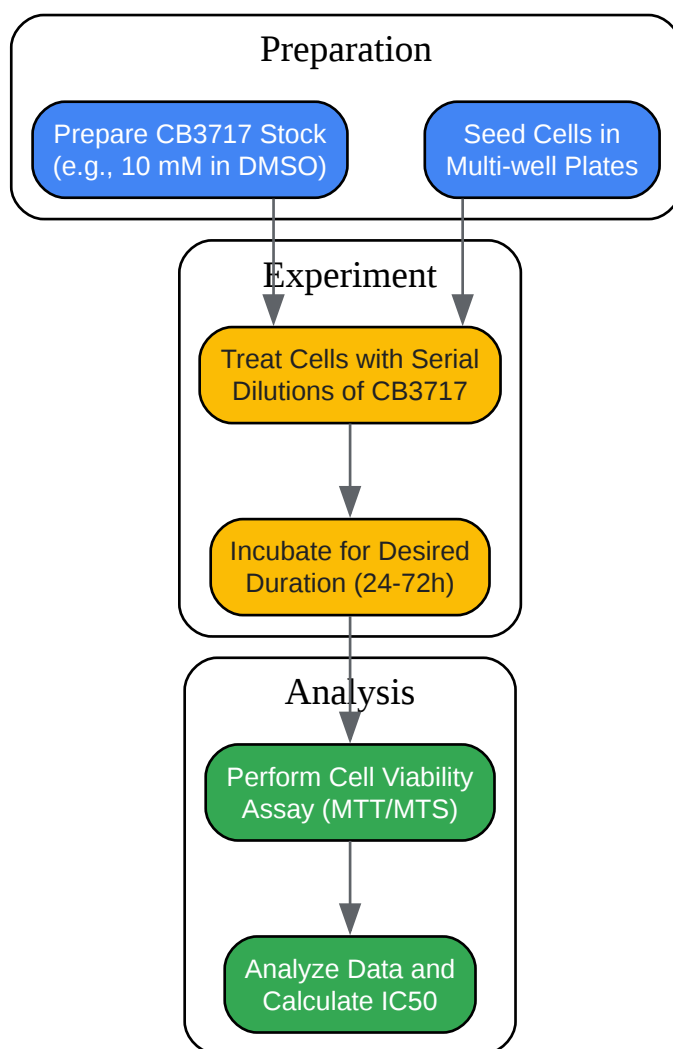 Preparation
Prepare CB3717 Stock
(e.g., 10 mM in DMSO)
Seed Cells in
Multi-well Plates
Experiment
Treat Cells with Serial
Dilutions of CB3717
Incubate for Desired
Duration (24-72h)
Analysis
Perform Cell Viability
Assay (MTT/MTS)
Analyze Data and
Calculate IC50